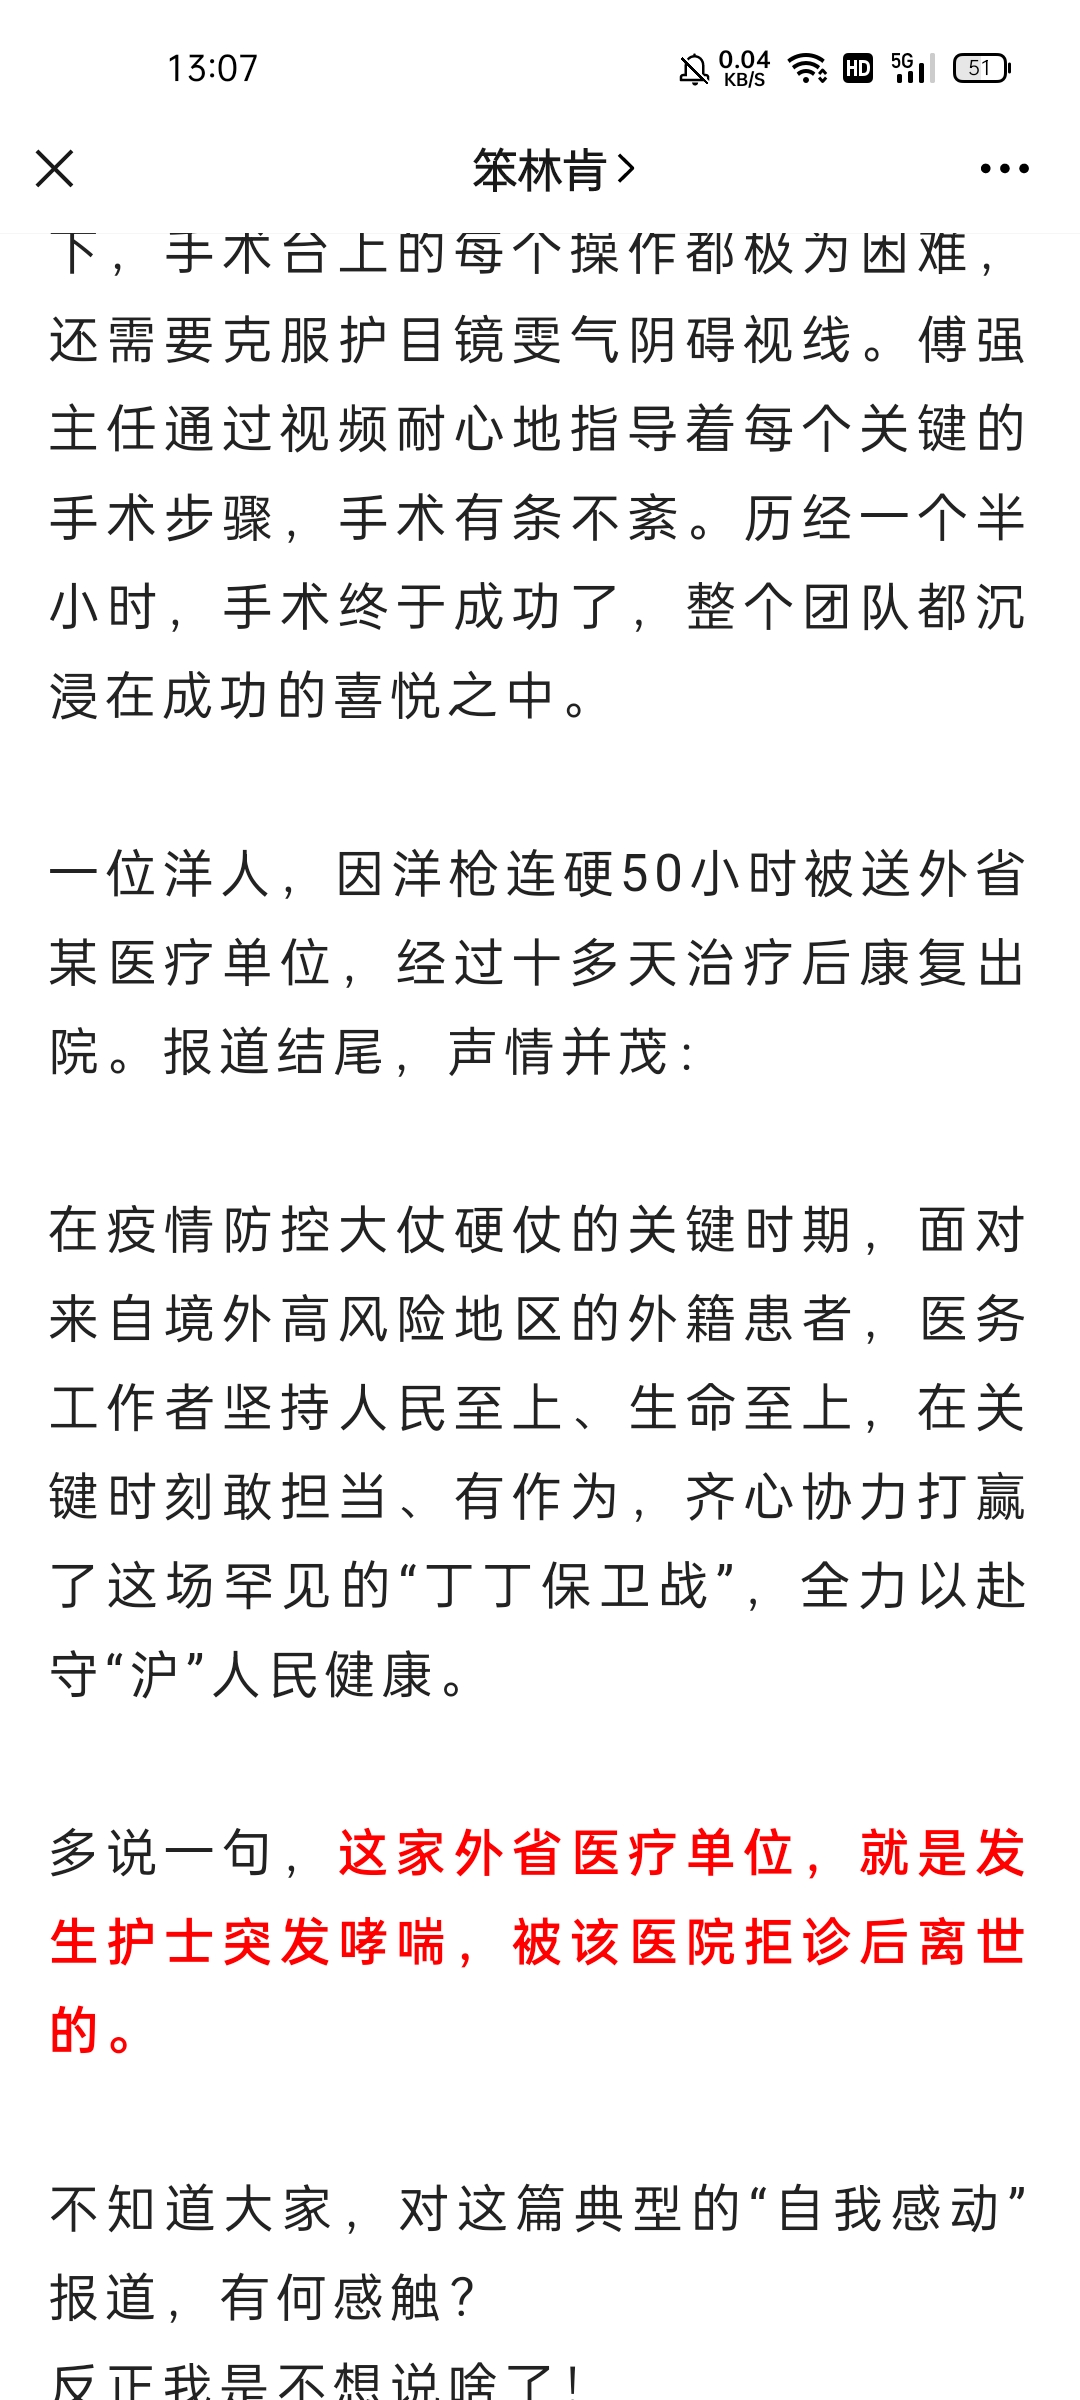 13:07
0.04
KB/S
HD
5G
51
笨林肯
下，手术台上的每个操作都极为困难，
还需要克服护目镜雯气阴碍视线。傅强
主任通过视频耐心地指导着每个关键的
手术步骤，手术有条不紊。历经一个半
小时，手术终于成功了，整个团队都沉
浸在成功的喜悦之中。
一位洋人，因洋枪连硬50小时被送外省
某医疗单位，经过十多天治疗后康复出
院。报道结尾，声情并茂：
在疫情防控大仗硬仗的关键时期，面对
来自境外高风险地区的外籍患者，医务
工作者坚持人民至上、生命至上，在关
键时刻敢担当、有作为，齐心协力打赢
了这场罕见的“丁丁保卫战”，全力以赴
守“沪”人民健康。
多说一句，这家外省医疗单位，就是发
生护士突发哮喘，被该医院拒诊后离世
的。
不知道大家，对这篇典型的“自我感动”
报道，有何感触？
反正我是不想说啥了！